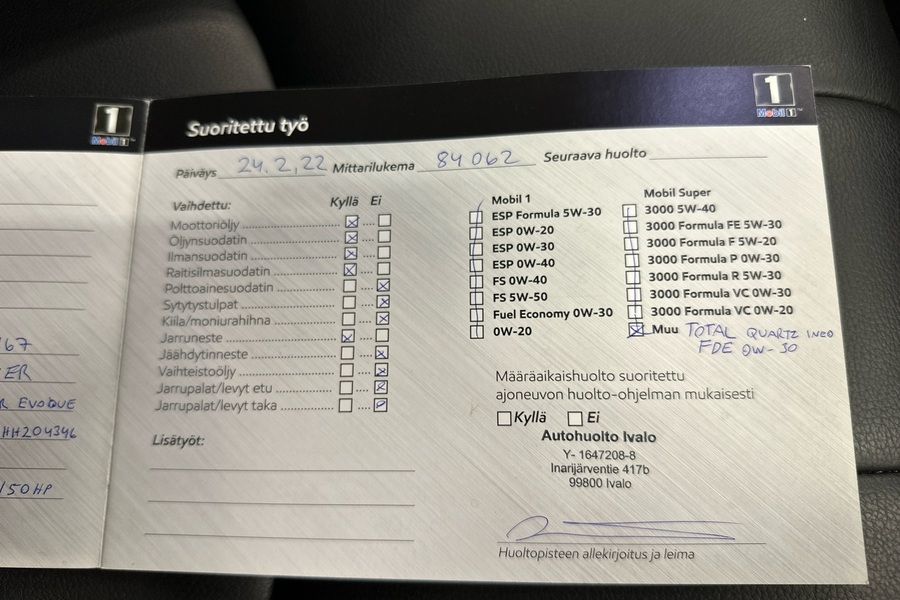 67
ER
R EVOQUE
HH204346
150HP
1
Mobil 1
1
Mobil 1
Suoritettu työ
Päiväys 24.2,22 Mittarilukema 84 062 Seuraava huolto
Vaihdettu: Kyllä Ei
Moottoriöljy
Öljynsuodatin
Ilmansuodatin
Raitisilmasuodatin
Polttoainesuodatin
Sytytystulpat
Kiila/moniurahihna
Jarruneste
Jäähdytinneste
Vaihteistoöljy
Jarrupalat/levyt etu
Jarrupalat/levyt taka
Lisätyöt:
Mobil 1
ESP Formula 5W-30
ESP 0W-20
ESP 0W-30
ESP 0W-40
FS 0W-40
FS 5W-50
Fuel Economy 0W-30
0W-20
Mobil Super
3000 5W-40
3000 Formula FE 5W-30
3000 Formula F 5W-20
3000 Formula P 0W-30
3000 Formula R 5W-30
3000 Formula VC 0W-30
3000 Formula VC 0W-20
Muu TOTAL QUARTZ INEO
FDE 0W-30
Määräaikaishuolto suoritettu
ajoneuvon huolto-ohjelman mukaisesti
Kyllä Ei
Autohuolto Ivalo
Y- 1647208-8
Inarijärventie 417b
99800 Ivalo
Huoltopisteen allekirjoitus ja leima